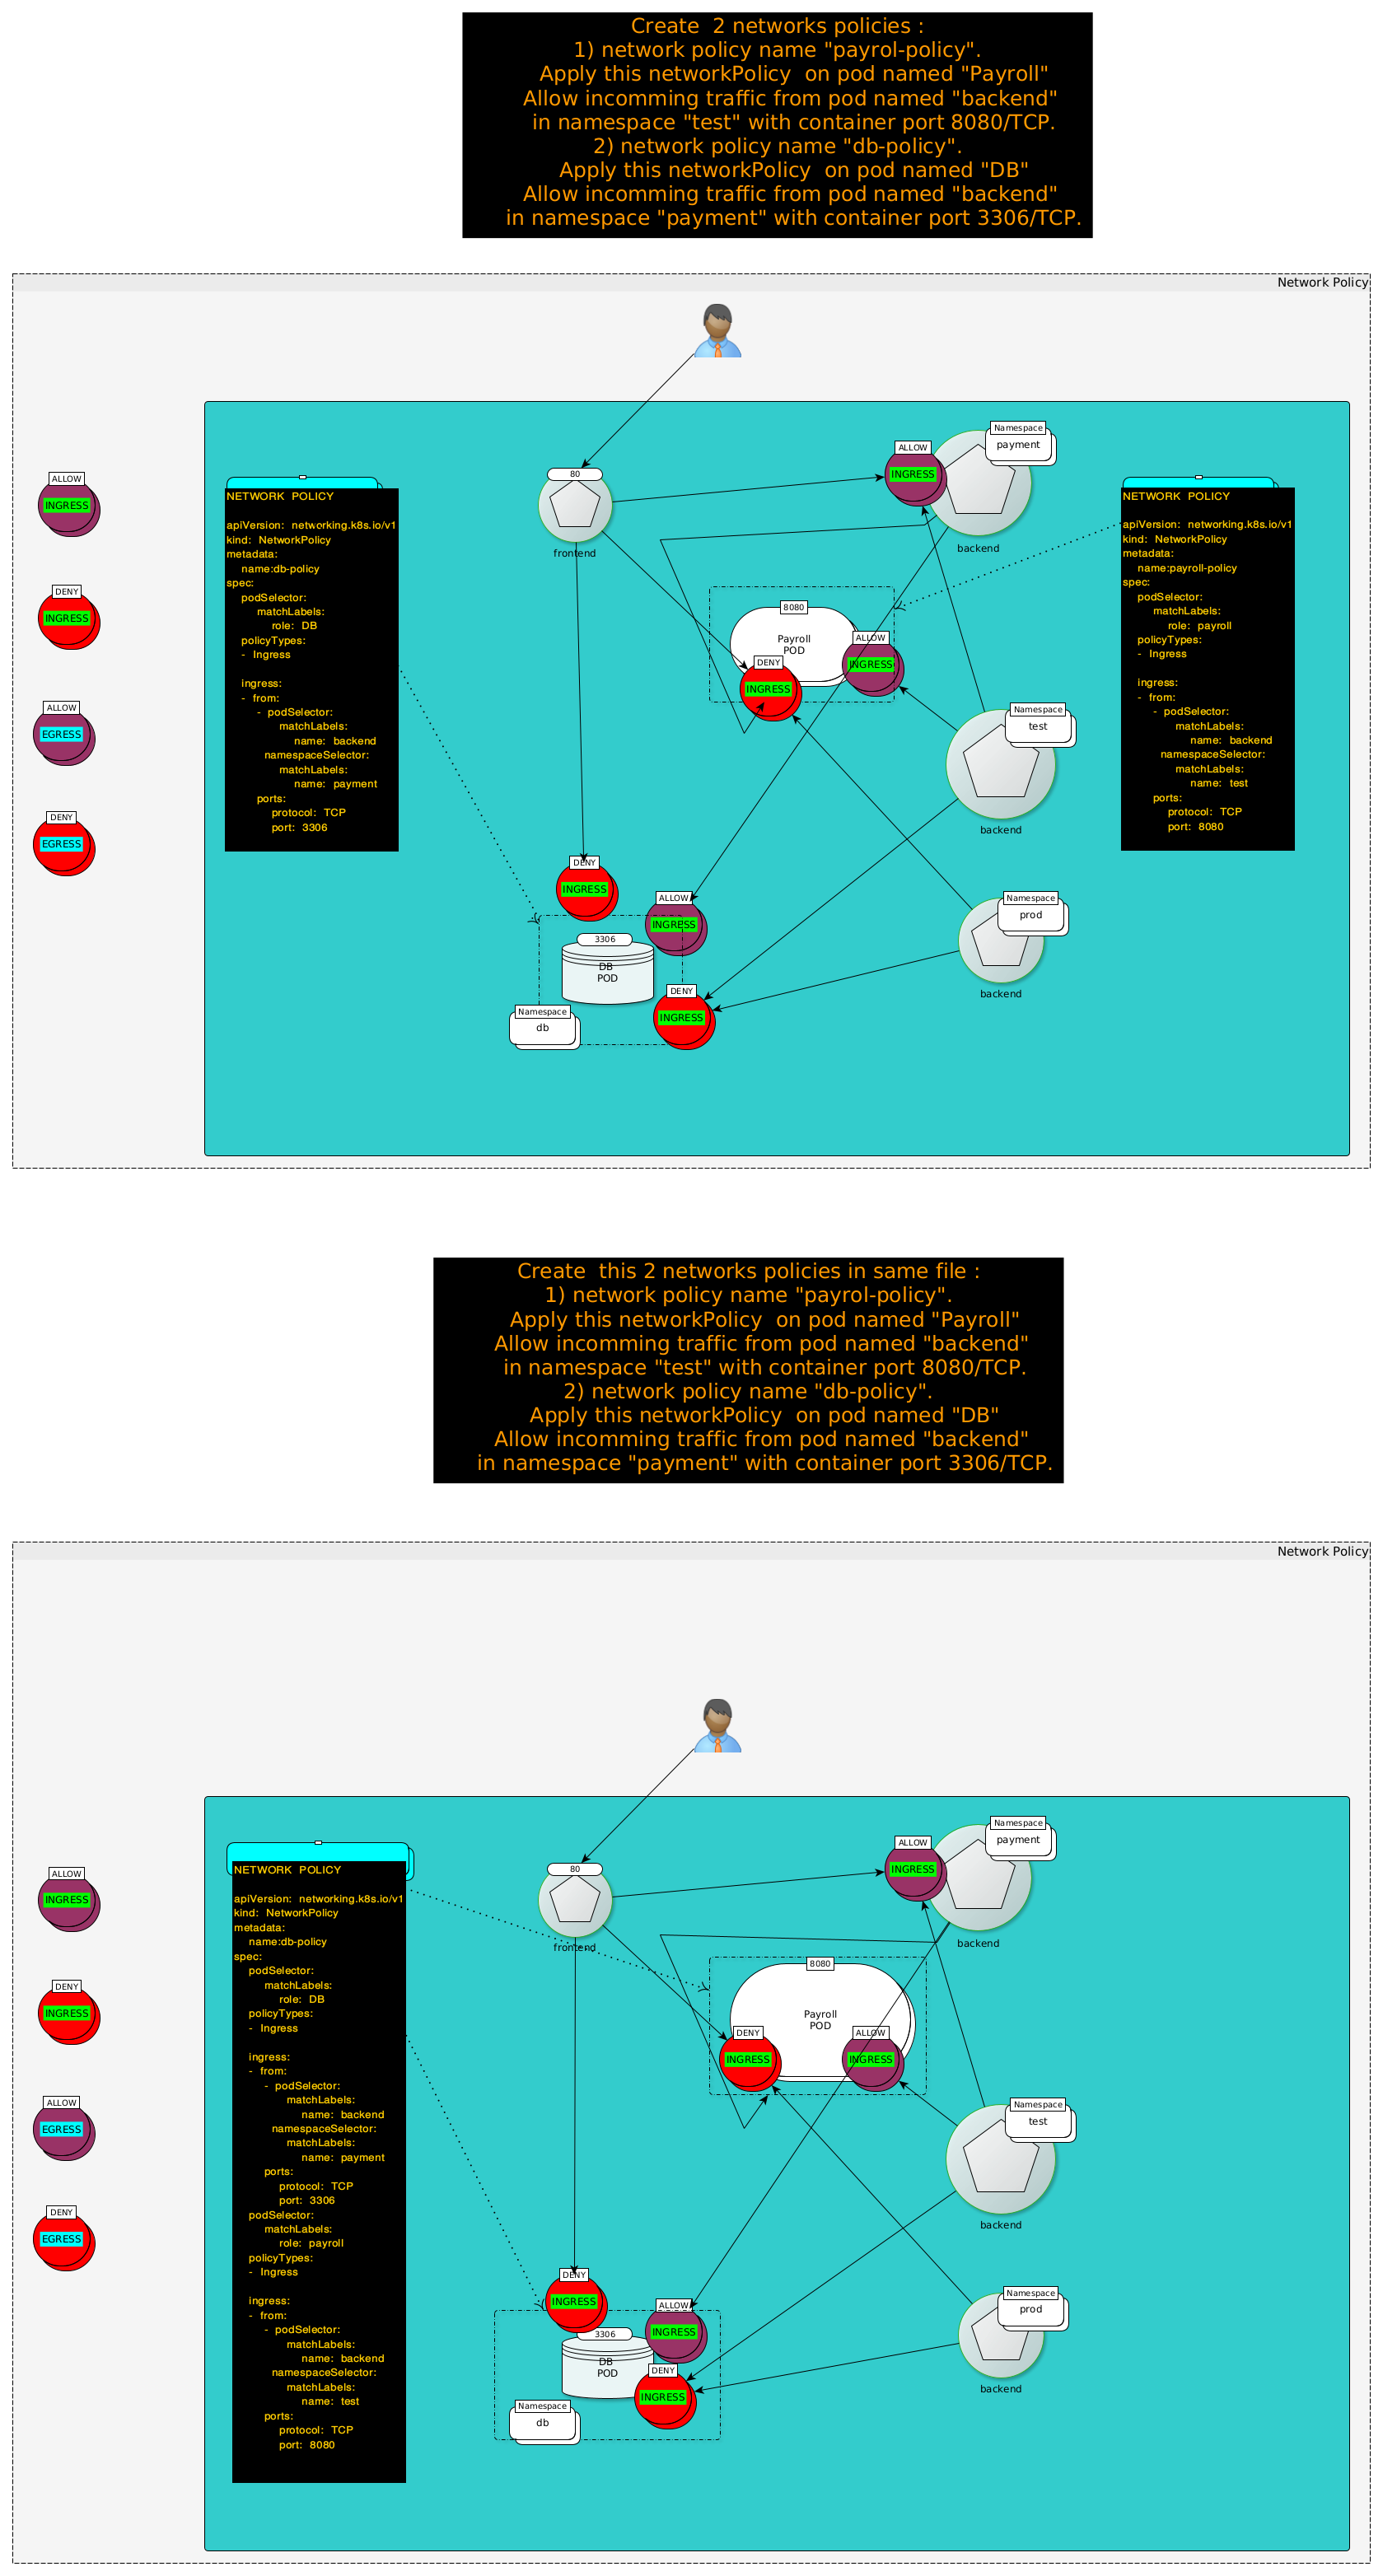 Create  2 networks policies :
1) network policy name "payrol-policy".
Apply this networkPolicy  on pod named "Payroll"
Allow incomming traffic from pod named "backend"
in namespace "test" with container port 8080/TCP.
2) network policy name "db-policy".
Apply this networkPolicy  on pod named "DB"
Allow incomming traffic from pod named "backend"
in namespace "payment" with container port 3306/TCP.
Network Policy
ALLOW
INGRESS
DENY
INGRESS
ALLOW
EGRESS
DENY
EGRESS
NETWORK POLICY
apiVersion: networking.k8s.io/v1
kind: NetworkPolicy
metadata:
name:db-policy
spec:
podSelector:
matchLabels:
role: DB
policyTypes:
- Ingress
ingress:
- from:
- podSelector:
matchLabels:
name: backend
namespaceSelector:
matchLabels:
name: payment
ports:
protocol: TCP
port: 3306
80
frontend
ALLOW
INGRESS
Namespace
payment
backend
8080
Payroll
POD
ALLOW
INGRESS
DENY
INGRESS
Namespace
test
backend
DENY
INGRESS
ALLOW
INGRESS
3306
DB
POD
DENY
INGRESS
Namespace
db
Namespace
prod
backend
NETWORK POLICY
apiVersion: networking.k8s.io/v1
kind: NetworkPolicy
metadata:
name:payroll-policy
spec:
podSelector:
matchLabels:
role: payroll
policyTypes:
- Ingress
ingress:
- from:
- podSelector:
matchLabels:
name: backend
namespaceSelector:
matchLabels:
name: test
ports:
protocol: TCP
port: 8080
Create  this 2 networks policies in same file :
1) network policy name "payrol-policy".
Apply this networkPolicy  on pod named "Payroll"
Allow incomming traffic from pod named "backend"
in namespace "test" with container port 8080/TCP.
2) network policy name "db-policy".
Apply this networkPolicy  on pod named "DB"
Allow incomming traffic from pod named "backend"
in namespace "payment" with container port 3306/TCP.
Network Policy
ALLOW
INGRESS
DENY
INGRESS
ALLOW
EGRESS
DENY
EGRESS
NETWORK POLICY
apiVersion: networking.k8s.io/v1
kind: NetworkPolicy
metadata:
name:db-policy
spec:
podSelector:
matchLabels:
role: DB
policyTypes:
- Ingress
ingress:
- from:
- podSelector:
matchLabels:
name: backend
namespaceSelector:
matchLabels:
name: payment
ports:
protocol: TCP
port: 3306
podSelector:
matchLabels:
role: payroll
policyTypes:
- Ingress
ingress:
- from:
- podSelector:
matchLabels:
name: backend
namespaceSelector:
matchLabels:
name: test
ports:
protocol: TCP
port: 8080
80
frontend
ALLOW
INGRESS
Namespace
payment
backend
8080
Payroll
POD
DENY
INGRESS
ALLOW
INGRESS
Namespace
test
backend
DENY
INGRESS
ALLOW
INGRESS
3306
DB
POD
DENY
INGRESS
Namespace
db
Namespace
prod
backend